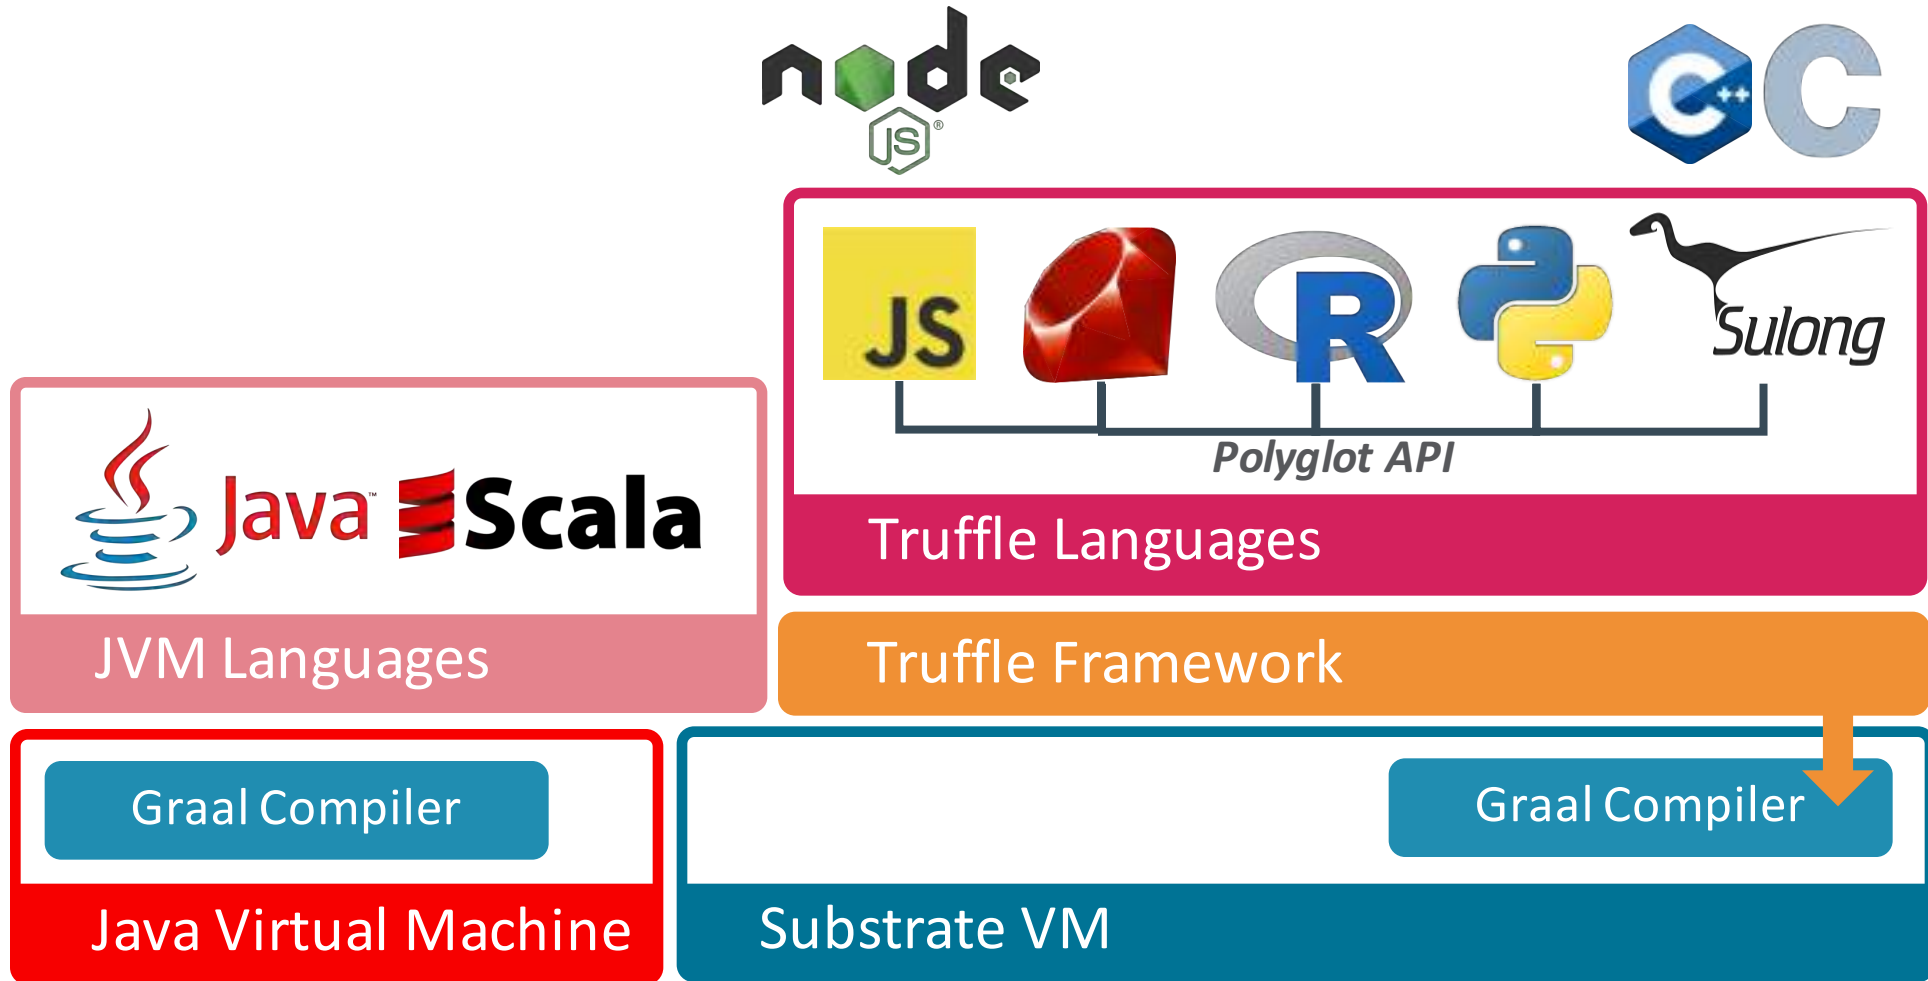 node
JS®
C++
C
JS
R
Sulong
Polyglot API
Java™
Scala
Truffle Languages
JVM Languages
Truffle Framework
Graal Compiler
Graal Compiler
Java Virtual Machine
Substrate VM